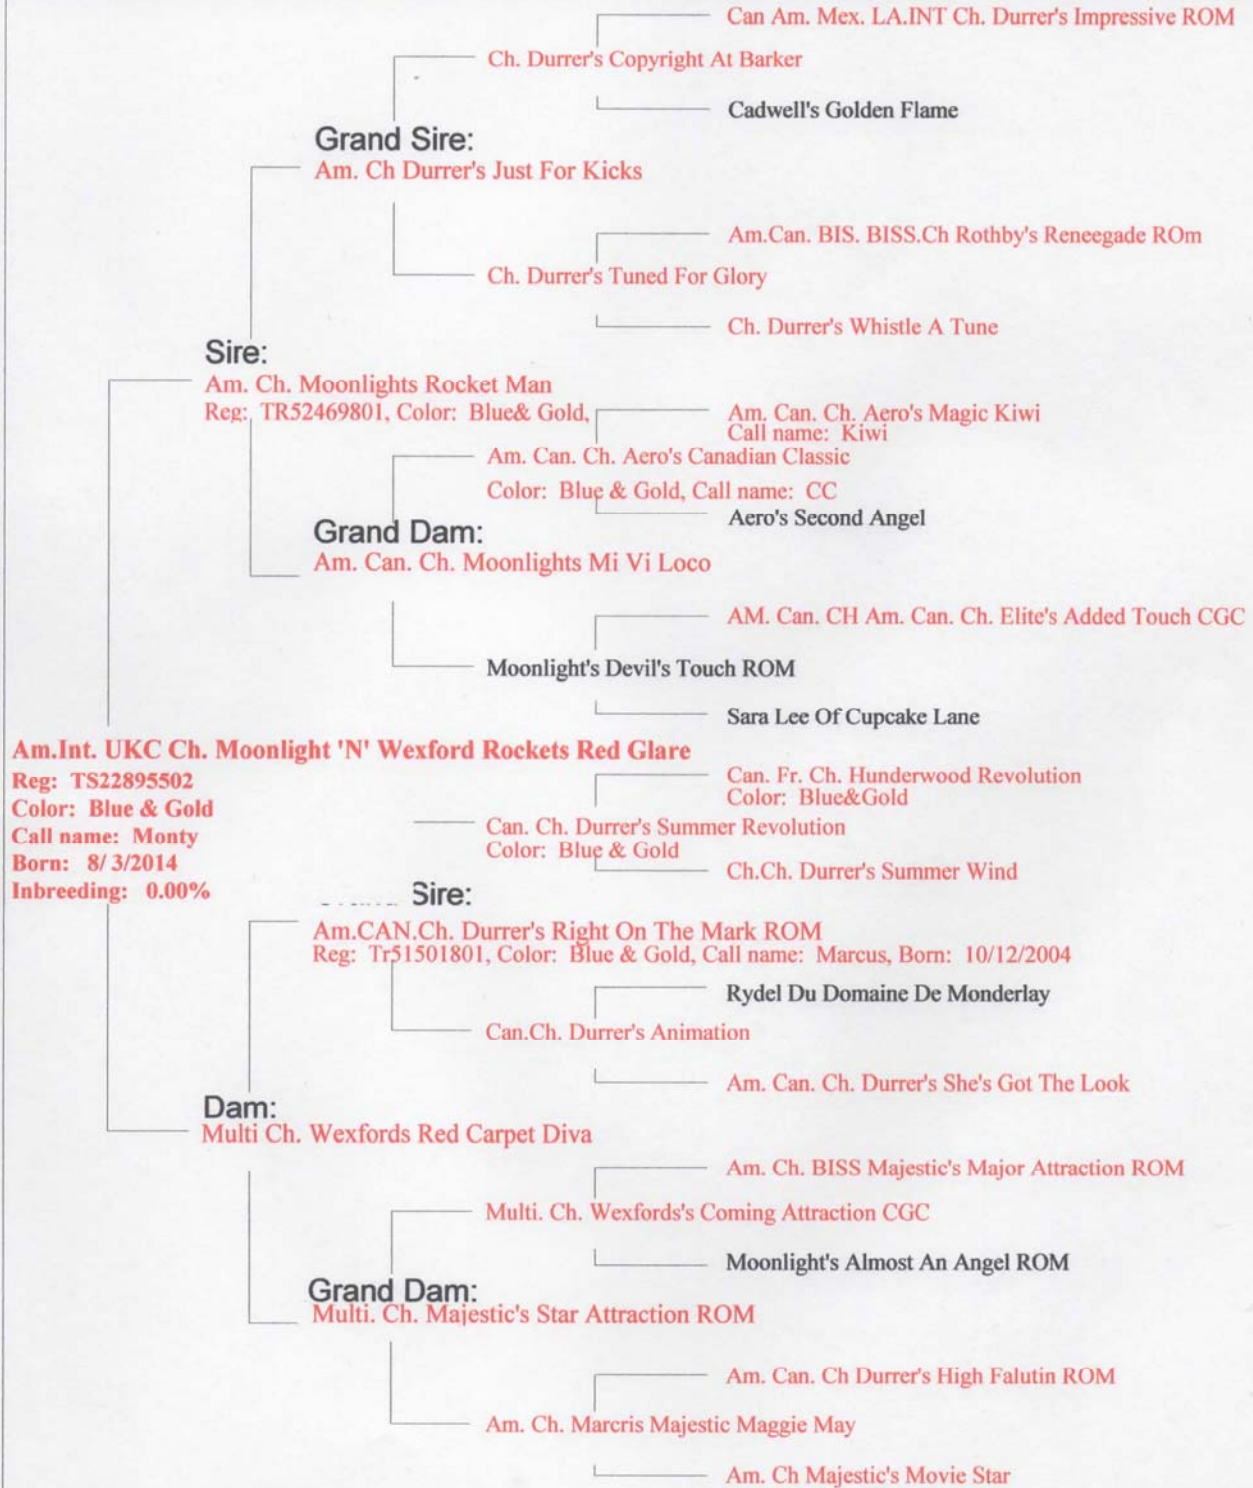 Can Am. Mex. LA.INT Ch. Durrer's Impressive ROM
Ch. Durrer's Copyright At Barker
Cadwell's Golden Flame
Grand Sire:
Am. Ch Durrer's Just For Kicks
Am.Can. BIS. BISS.Ch Rothby's Reneegade ROm
Ch. Durrer's Tuned For Glory
Ch. Durrer's Whistle A Tune
Sire:
Am. Ch. Moonlights Rocket Man
Reg: TR52469801, Color: Blue& Gold,
Am. Can. Ch. Aero's Magic Kiwi
Call name: Kiwi
Am. Can. Ch. Aero's Canadian Classic
Color: Blue & Gold, Call name: CC
Aero's Second Angel
Grand Dam:
Am. Can. Ch. Moonlights Mi Vi Loco
AM. Can. CH Am. Can. Ch. Elite's Added Touch CGC
Moonlight's Devil's Touch ROM
Sara Lee Of Cupcake Lane
Am.Int. UKC Ch. Moonlight 'N' Wexford Rockets Red Glare
Reg: TS22895502
Color: Blue & Gold
Call name: Monty
Born: 8/ 3/2014
Inbreeding: 0.00%
Can. Fr. Ch. Hunderwood Revolution
Color: Blue&Gold
Can. Ch. Durrer's Summer Revolution
Color: Blue & Gold
Ch.Ch. Durrer's Summer Wind
Sire:
Am.CAN.Ch. Durrer's Right On The Mark ROM
Reg: Tr51501801, Color: Blue & Gold, Call name: Marcus, Born: 10/12/2004
Rydel Du Domaine De Monderlay
Can.Ch. Durrer's Animation
Am. Can. Ch. Durrer's She's Got The Look
Dam:
Multi Ch. Wexfords Red Carpet Diva
Am. Ch. BISS Majestic's Major Attraction ROM
Multi. Ch. Wexfords's Coming Attraction CGC
Moonlight's Almost An Angel ROM
Grand Dam:
Multi. Ch. Majestic's Star Attraction ROM
Am. Can. Ch Durrer's High Falutin ROM
Am. Ch. Marcris Majestic Maggie May
Am. Ch Majestic's Movie Star